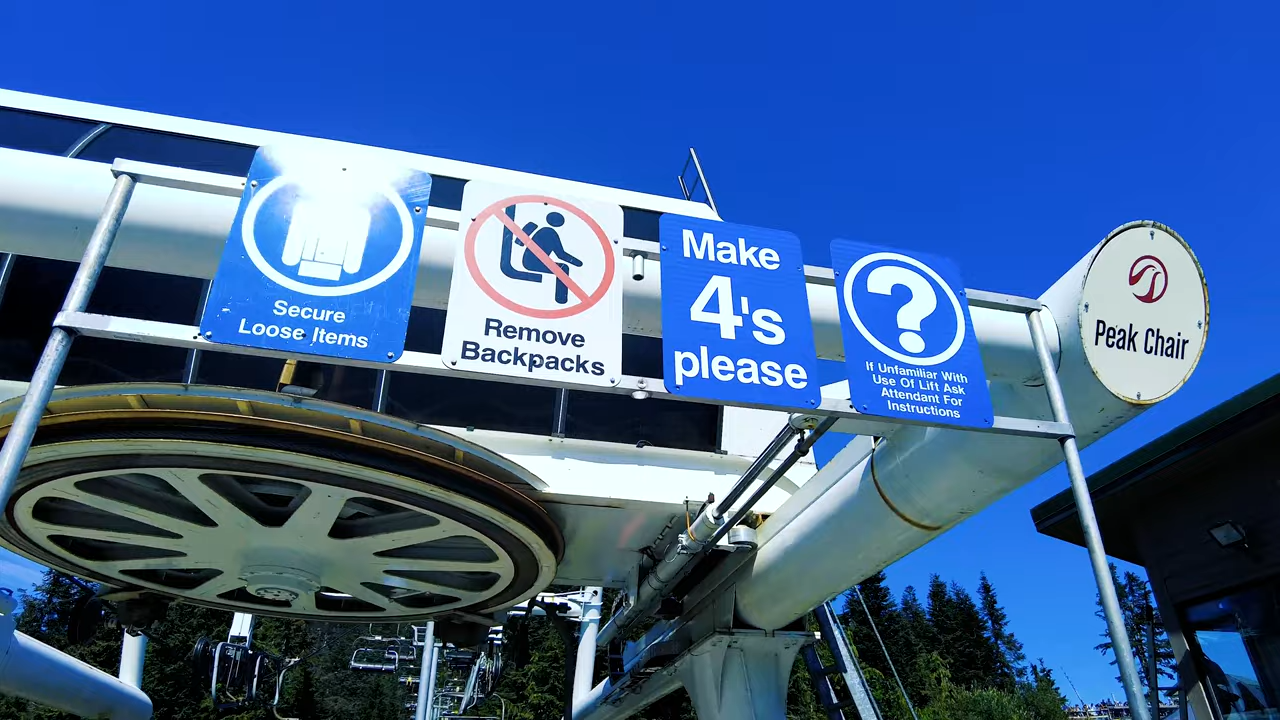 Secure
Loose Items
Remove
Backpacks
Make
4's
please
?
If Unfamiliar With
Use Of Lift Ask
Attendant For
Instructions
Peak Chair